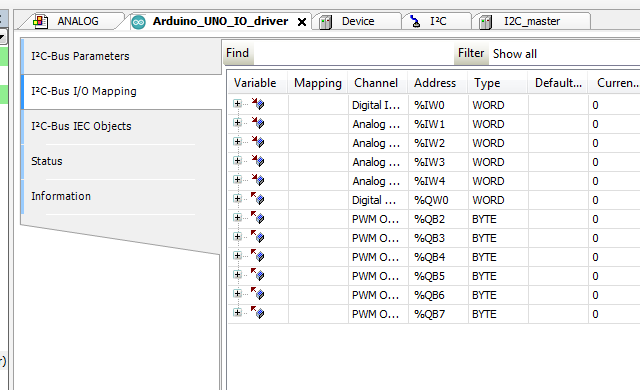 ANALOG Arduino_UNO_IO_driver Device I²C I2C_master
I²C-Bus Parameters
I²C-Bus I/O Mapping
I²C-Bus IEC Objects
Status
Information
Find Filter Show all
Variable Mapping Channel Address Type Default... Curren...
Digital I... %IW0 WORD 0
Analog ... %IW1 WORD 0
Analog ... %IW2 WORD 0
Analog ... %IW3 WORD 0
Analog ... %IW4 WORD 0
Digital ... %QW0 WORD 0
PWM O... %QB2 BYTE 0
PWM O... %QB3 BYTE 0
PWM O... %QB4 BYTE 0
PWM O... %QB5 BYTE 0
PWM O... %QB6 BYTE 0
PWM O... %QB7 BYTE 0
r)